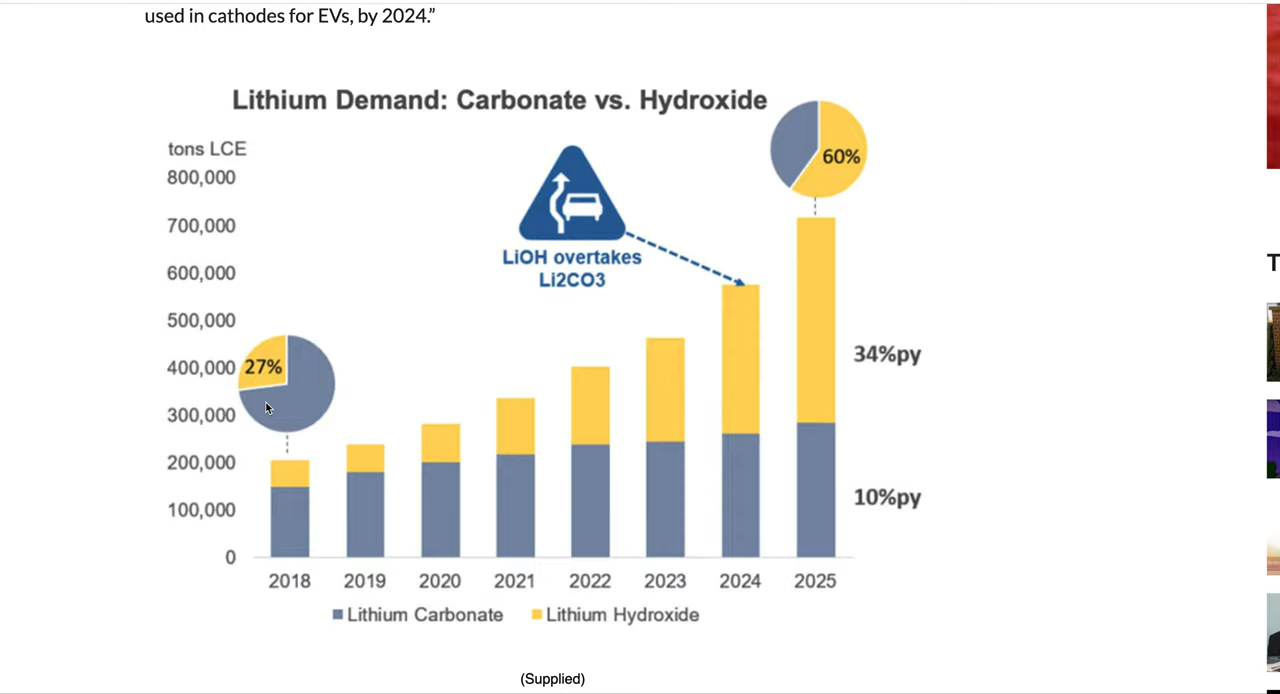 used in cathodes for EVs, by 2024.”
Lithium Demand: Carbonate vs. Hydroxide
tons LCE
800,000
700,000
600,000
500,000
400,000
300,000
200,000
100,000
0
60%
LiOH overtakes
Li2CO3
27%
34%py
10%py
2018 2019 2020 2021 2022 2023 2024 2025
Lithium Carbonate Lithium Hydroxide
(Supplied)
T